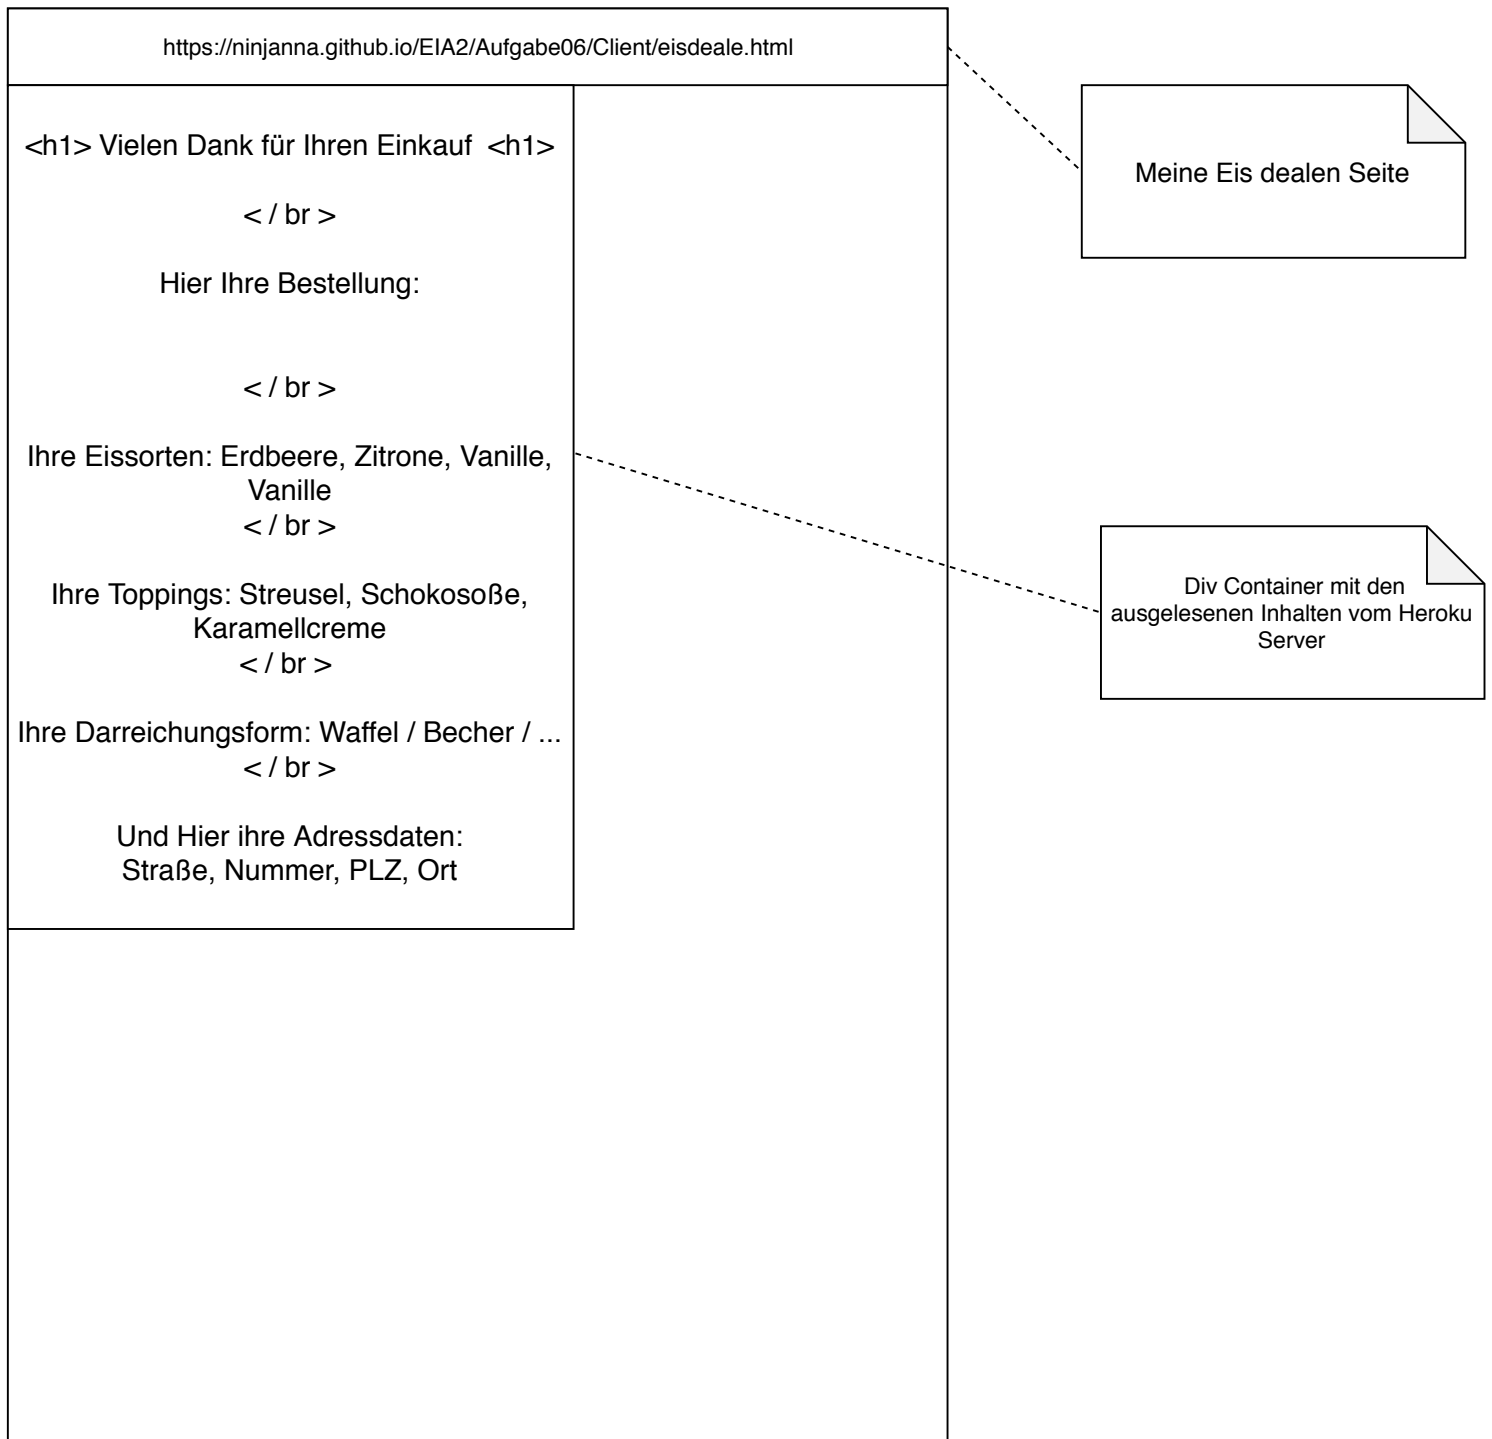 https://ninjanna.github.io/EIA2/Aufgabe06/Client/eisdeale.html
<h1> Vielen Dank für Ihren Einkauf  <h1>
< / br >
Hier Ihre Bestellung:
< / br >
Ihre Eissorten: Erdbeere, Zitrone, Vanille,
Vanille
< / br >
Ihre Toppings: Streusel, Schokosoße,
Karamellcreme
< / br >
Ihre Darreichungsform: Waffel / Becher / ...
< / br >
Und Hier ihre Adressdaten:
Straße, Nummer, PLZ, Ort
Meine Eis dealen Seite
Div Container mit den
ausgelesenen Inhalten vom Heroku
Server